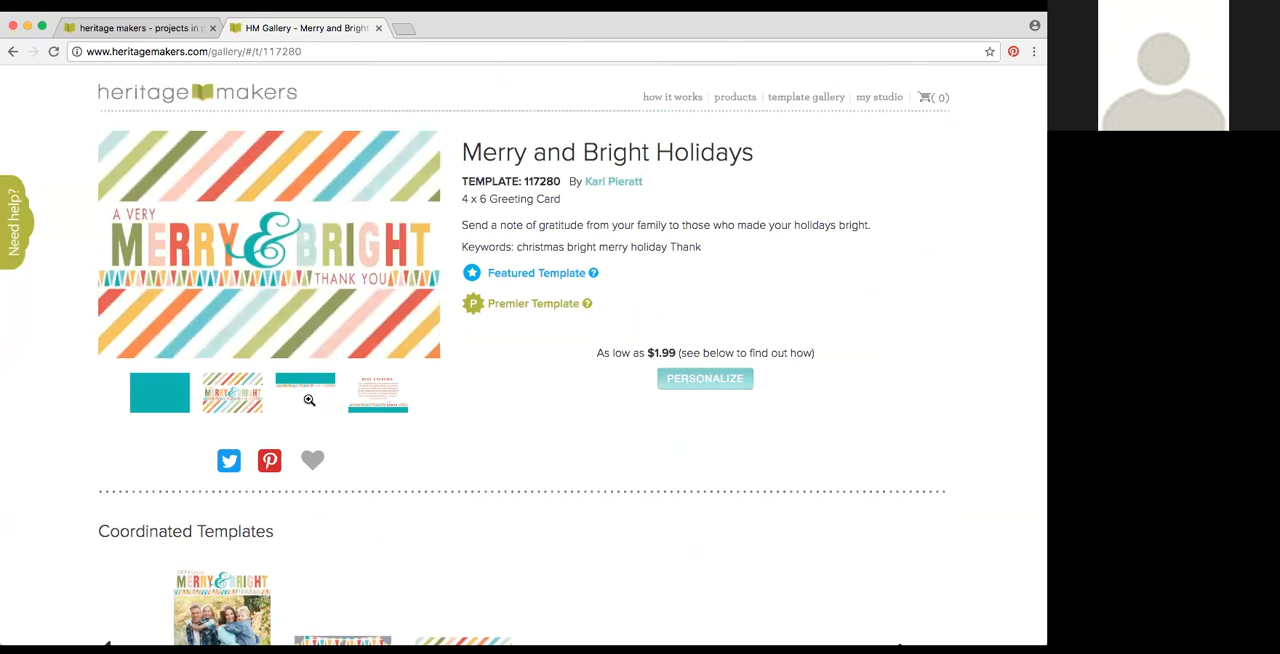 heritage makers - projects in p
HM Gallery - Merry and Bright
www.heritagemakers.com/gallery/#/t/117280
heritage makers
how it works
products
template gallery
my studio
( 0)
Need help?
A VERY
MERRY & BRIGHT
THANK YOU
Merry and Bright Holidays
TEMPLATE: 117280 By Kari Pieratt
4 x 6 Greeting Card
Send a note of gratitude from your family to those who made your holidays bright.
Keywords: christmas bright merry holiday Thank
Featured Template ?
P Premier Template ?
As low as $1.99 (see below to find out how)
PERSONALIZE
MERRY & BRIGHT
Coordinated Templates
MERRY & BRIGHT